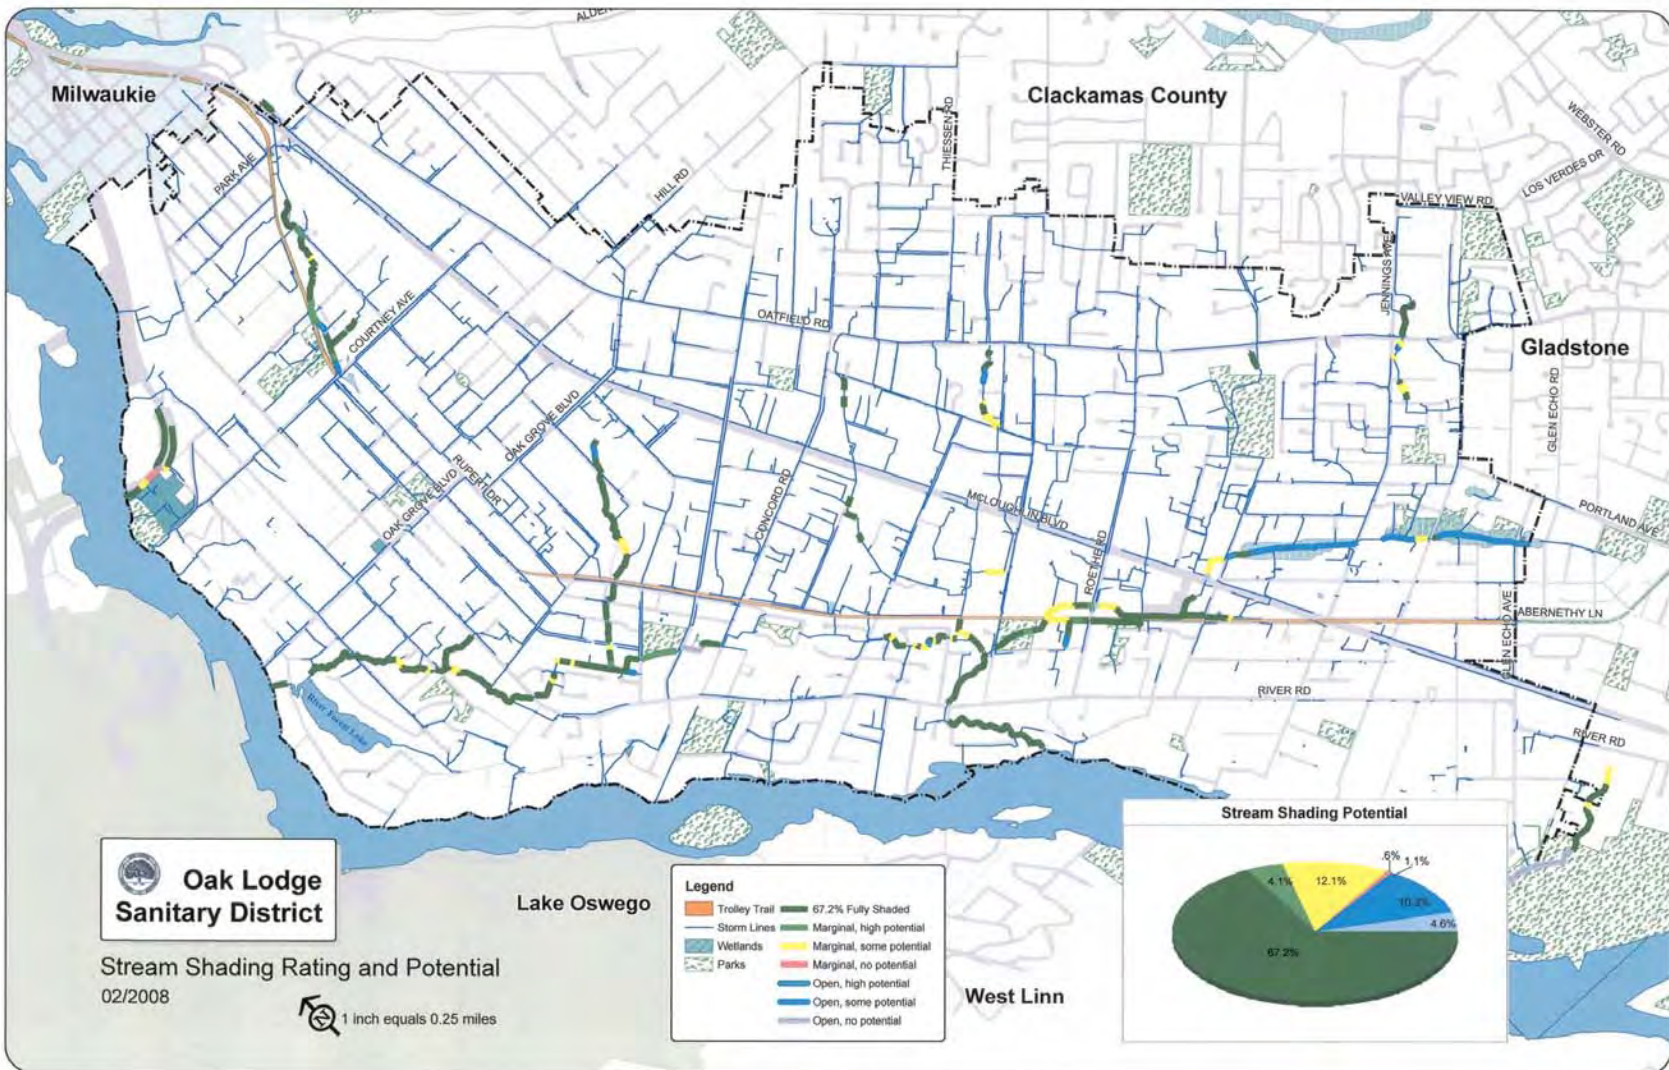 ALDER
Milwaukie
Clackamas County
WEBSTER RD
THIESSEN RD
LOS VERDES DR
PARK AVE
HILL RD
VALLEY VIEW RD
JENNINGS AVE
COURTNEY AVE
OATFIELD RD
Gladstone
GLEN ECHO RD
OAK GROVE BLVD
RUPERT DR
CONCORD RD
OAK GROVE BLVD
MCLOUGHLIN BLVD
PORTLAND AVE
ROETHE RD
GLEN ECHO AVE
ABERNETHY LN
RIVER RD
River Forest Lake
RIVER RD
Stream Shading Potential
.6%
1.1%
4.1%
12.1%
10.2%
4.6%
67.2%
Oak Lodge
Sanitary District
Lake Oswego
Legend
Trolley Trail
Storm Lines
Wetlands
Parks
67.2% Fully Shaded
Marginal, high potential
Marginal, some potential
Marginal, no potential
Open, high potential
Open, some potential
Open, no potential
West Linn
Stream Shading Rating and Potential
02/2008
1 inch equals 0.25 miles